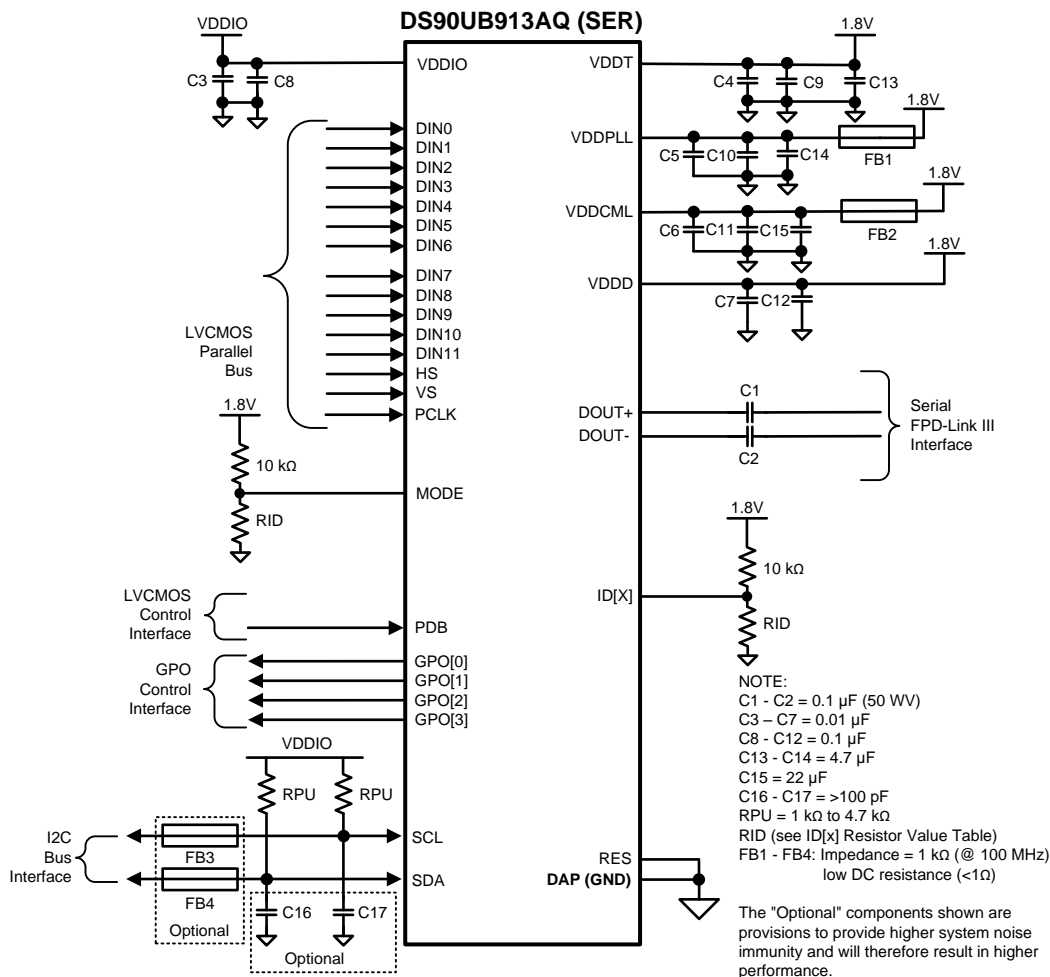 DS90UB913AQ (SER)
VDDIO
C3
C8
VDDIO
DIN0
DIN1
DIN2
DIN3
DIN4
DIN5
DIN6
DIN7
DIN8
DIN9
DIN10
DIN11
HS
VS
PCLK
LVCMOS
Parallel
Bus
1.8V
10 kΩ
RID
MODE
LVCMOS
Control
Interface
PDB
GPO
Control
Interface
GPO[0]
GPO[1]
GPO[2]
GPO[3]
VDDIO
RPU
RPU
I2C
Bus
Interface
FB3
FB4
Optional
SCL
SDA
C16
C17
Optional
VDDT
1.8V
C4
C9
C13
VDDPLL
1.8V
C5
C10
C14
FB1
VDDCML
1.8V
C6
C11
C15
FB2
VDDD
1.8V
C7
C12
DOUT+
DOUT-
C1
C2
Serial
FPD-Link III
Interface
1.8V
10 kΩ
ID[X]
RID
RES
DAP (GND)
NOTE:
C1 - C2 = 0.1 µF (50 WV)
C3 – C7 = 0.01 µF
C8 - C12 = 0.1 µF
C13 - C14 = 4.7 µF
C15 = 22 µF
C16 - C17 = >100 pF
RPU = 1 kΩ to 4.7 kΩ
RID (see ID[x] Resistor Value Table)
FB1 - FB4: Impedance = 1 kΩ (@ 100 MHz)
low DC resistance (<1Ω)
The "Optional" components shown are
provisions to provide higher system noise
immunity and will therefore result in higher
performance.